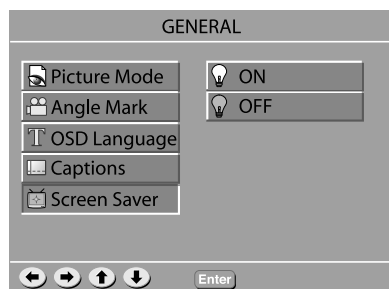 GENERAL
Picture Mode
Angle Mark
T OSD Language
Captions
Screen Saver
ON
OFF
Enter